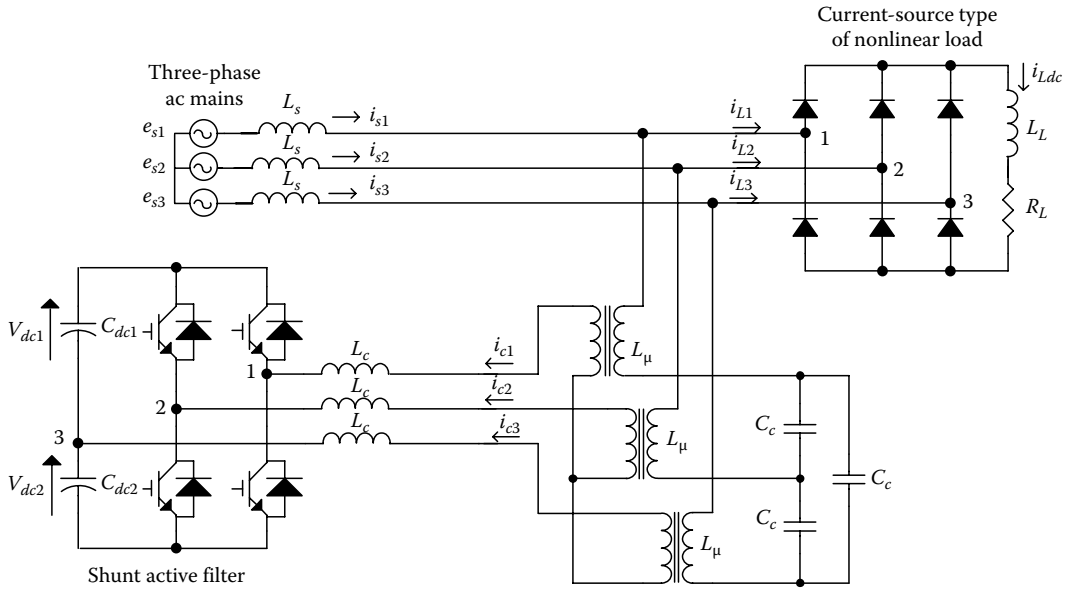 Current-source type
of nonlinear load
Three-phase
ac mains
e_s1
L_s
i_s1
e_s2
L_s
i_s2
e_s3
L_s
i_s3
i_L1
i_L2
i_L3
1
2
3
i_Ldc
L_L
R_L
V_dc1
C_dc1
1
L_c
i_c1
2
L_c
i_c2
3
L_c
i_c3
V_dc2
C_dc2
L_μ
L_μ
L_μ
C_c
C_c
C_c
Shunt active filter